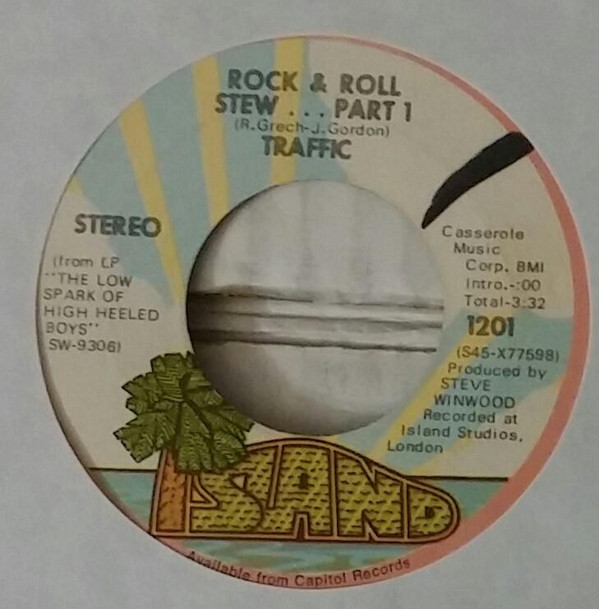 ROCK & ROLL
STEW . . . PART 1
(R.Grech-J.Gordon)
TRAFFIC
STEREO
(from LP
"THE LOW
SPARK OF
HIGH HEELED
BOYS"
SW-9306)
Casserole
Music
Corp. BMI
Intro.-:00
Total-3:32
1201
(S45-X77598)
Produced by
STEVE
WINWOOD
Recorded at
Island Studios,
London
ISLAND
Available from Capitol Records